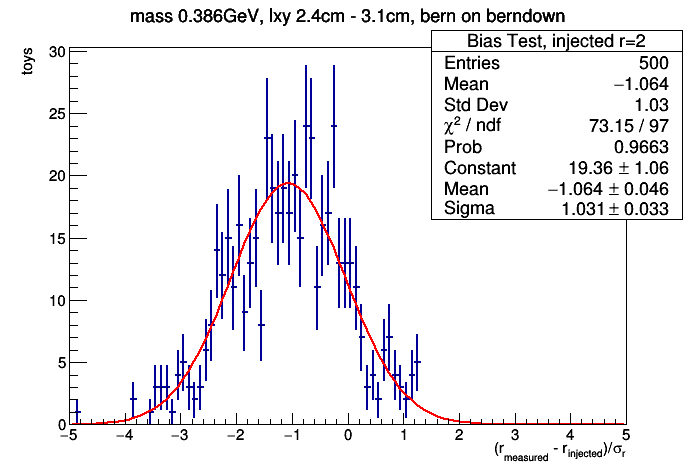 mass 0.386GeV, lxy 2.4cm - 3.1cm, bern on berndown
Bias Test, injected r=2
Entries 500
Mean −1.064
Std Dev 1.03
χ² / ndf 73.15 / 97
Prob 0.9663
Constant 19.36 ± 1.06
Mean −1.064 ± 0.046
Sigma 1.031 ± 0.033
toys
30
25
20
15
10
5
0
−5 −4 −3 −2 −1 0 1 2 3 4 5
(r_measured - r_injected)/σ_r